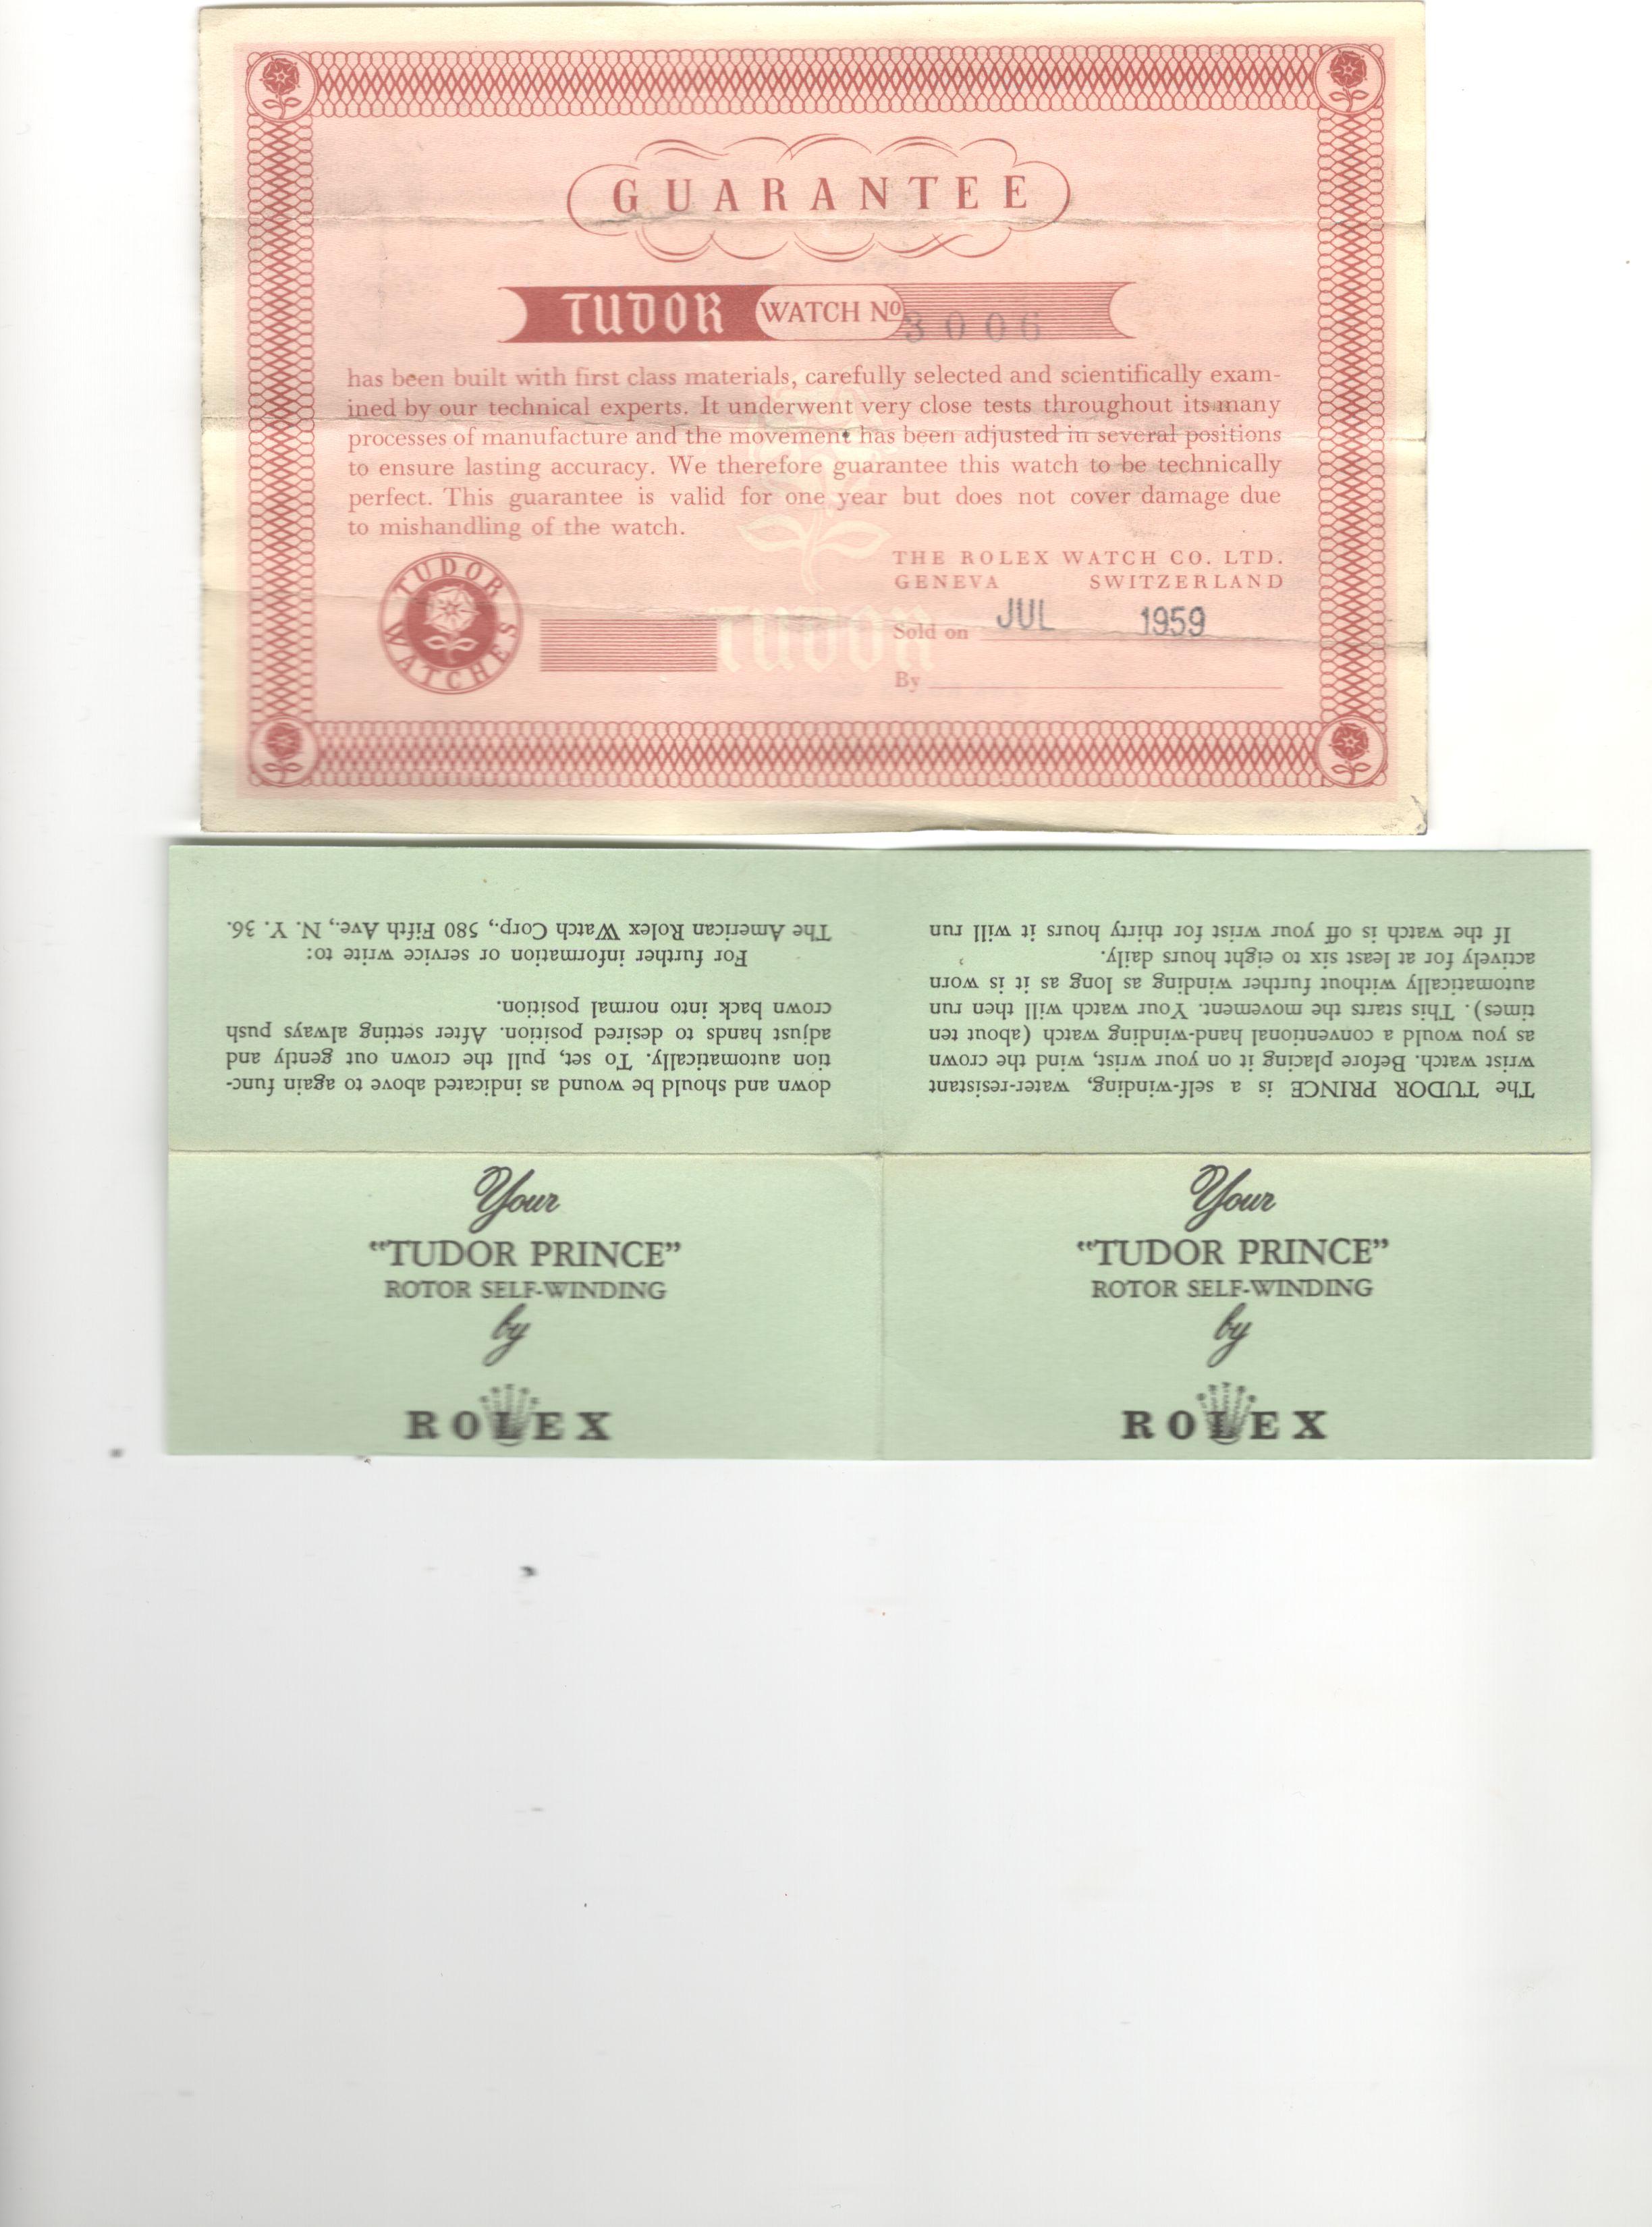 GUARANTEE
TUDOR WATCH No 3006
has been built with first class materials, carefully selected and scientifically exam-
ined by our technical experts. It underwent very close tests throughout its many
processes of manufacture and the movement has been adjusted in several positions
to ensure lasting accuracy. We therefore guarantee this watch to be technically
perfect. This guarantee is valid for one year but does not cover damage due
to mishandling of the watch.
THE ROLEX WATCH CO. LTD.
GENEVA SWITZERLAND
TUDOR WATCHES
TUDOR
Sold on JUL 1959
By
The TUDOR PRINCE is a self-winding, water-resistant
wrist watch. Before placing it on your wrist, wind the crown
as you would a conventional hand-winding watch (about ten
times). This starts the movement. Your watch will then run
automatically without further winding as long as it is worn
actively for at least six to eight hours daily.
If the watch is off your wrist for thirty hours it will run
down and should be wound as indicated above to again func-
tion automatically. To set, pull the crown out gently and
adjust hands to desired position. After setting always push
crown back into normal position.
For further information or service write to:
The American Rolex Watch Corp., 580 Fifth Ave., N. Y. 36.
Your
"TUDOR PRINCE"
ROTOR SELF-WINDING
by
ROLEX
Your
"TUDOR PRINCE"
ROTOR SELF-WINDING
by
ROLEX